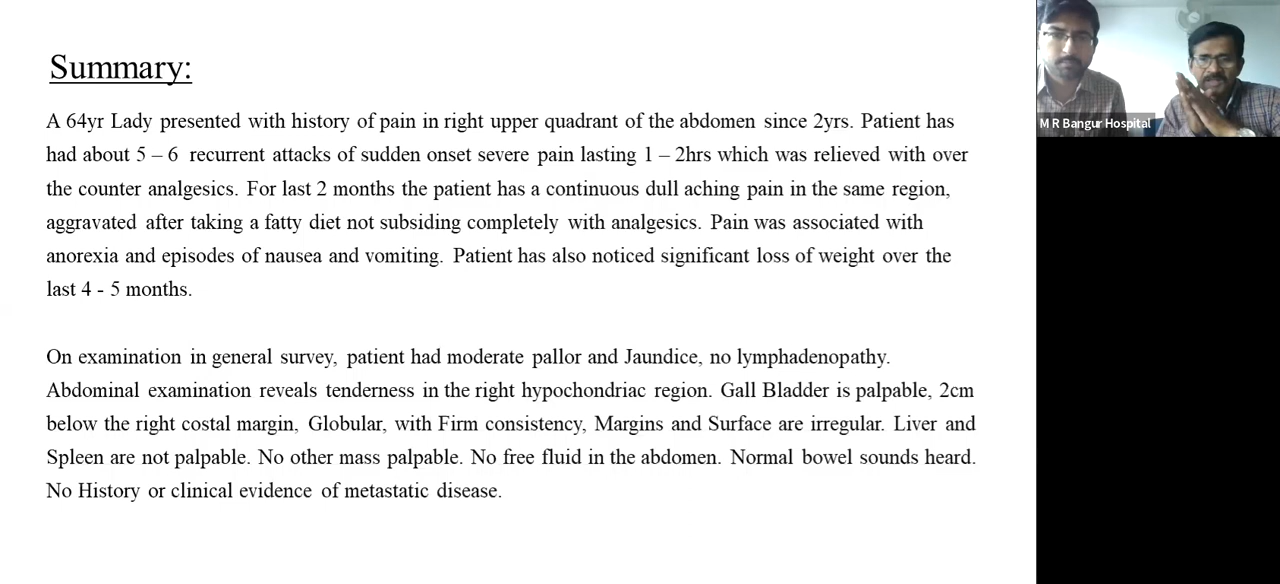 Summary:
A 64yr Lady presented with history of pain in right upper quadrant of the abdomen since 2yrs. Patient has
had about 5 – 6 recurrent attacks of sudden onset severe pain lasting 1 – 2hrs which was relieved with over
the counter analgesics. For last 2 months the patient has a continuous dull aching pain in the same region,
aggravated after taking a fatty diet not subsiding completely with analgesics. Pain was associated with
anorexia and episodes of nausea and vomiting. Patient has also noticed significant loss of weight over the
last 4 - 5 months.
On examination in general survey, patient had moderate pallor and Jaundice, no lymphadenopathy.
Abdominal examination reveals tenderness in the right hypochondriac region. Gall Bladder is palpable, 2cm
below the right costal margin, Globular, with Firm consistency, Margins and Surface are irregular. Liver and
Spleen are not palpable. No other mass palpable. No free fluid in the abdomen. Normal bowel sounds heard.
No History or clinical evidence of metastatic disease.
M R Bangur Hospital